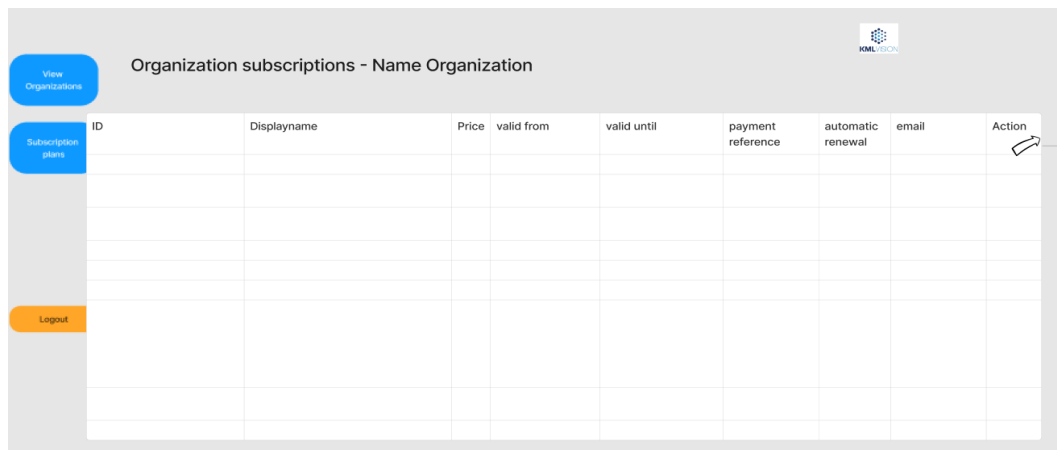 KMLVISION
Organization subscriptions - Name Organization
View
Organizations
Subscription
plans
Logout
ID Displayname Price valid from valid until payment automatic email Action
reference renewal